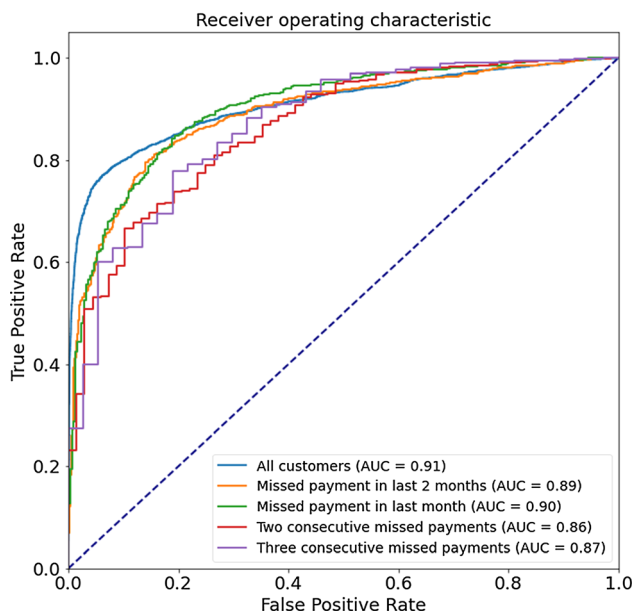 Receiver operating characteristic
1.0
0.8
0.6
0.4
0.2
0.0
True Positive Rate
All customers (AUC = 0.91)
Missed payment in last 2 months (AUC = 0.89)
Missed payment in last month (AUC = 0.90)
Two consecutive missed payments (AUC = 0.86)
Three consecutive missed payments (AUC = 0.87)
0.0 0.2 0.4 0.6 0.8 1.0
False Positive Rate